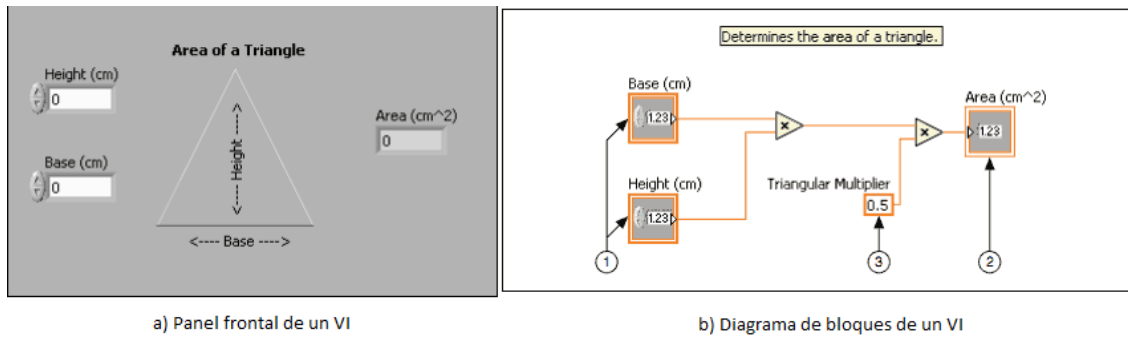 Area of a Triangle
Height (cm)
0
Base (cm)
0
<---- Height ---->
<---- Base ---->
Area (cm^2)
0
a) Panel frontal de un VI
Determines the area of a triangle.
Base (cm)
1.23
Height (cm)
1.23
×
Triangular Multiplier
0.5
×
Area (cm^2)
1.23
1
3
2
b) Diagrama de bloques de un VI